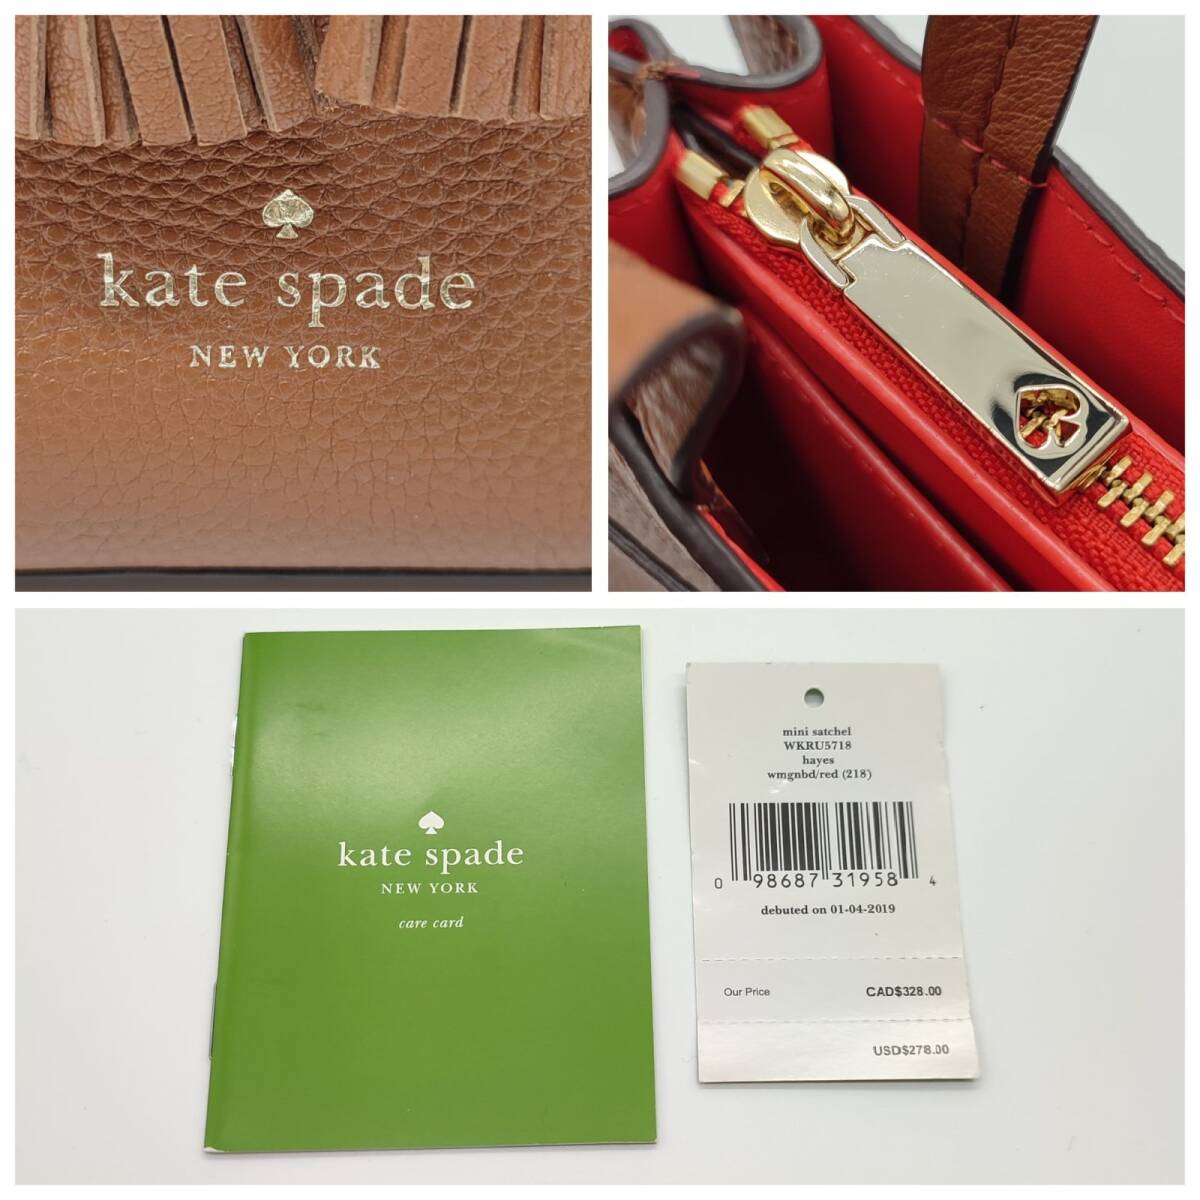 kate spade
NEW YORK
kate spade
NEW YORK
care card
mini satchel
WKRU5718
hayes
wmgnbd/red (218)
0 98687 31958 4
debuted on 01-04-2019
Our Price CAD$328.00
USD$278.00